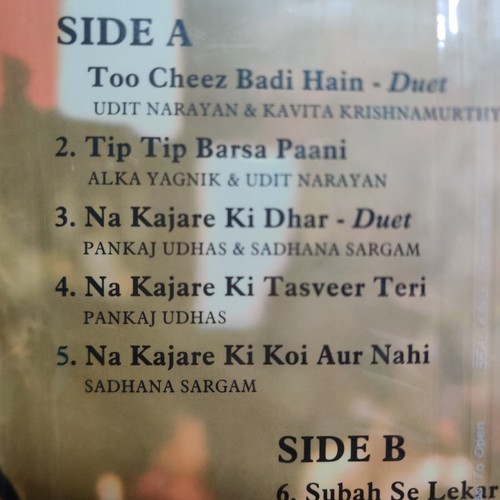 SIDE A
Too Cheez Badi Hain - Duet
UDIT NARAYAN & KAVITA KRISHNAMURTHY
2. Tip Tip Barsa Paani
ALKA YAGNIK & UDIT NARAYAN
3. Na Kajare Ki Dhar - Duet
PANKAJ UDHAS & SADHANA SARGAM
4. Na Kajare Ki Tasveer Teri
PANKAJ UDHAS
5. Na Kajare Ki Koi Aur Nahi
SADHANA SARGAM
SIDE B
6. Subah Se Lekar
To Open